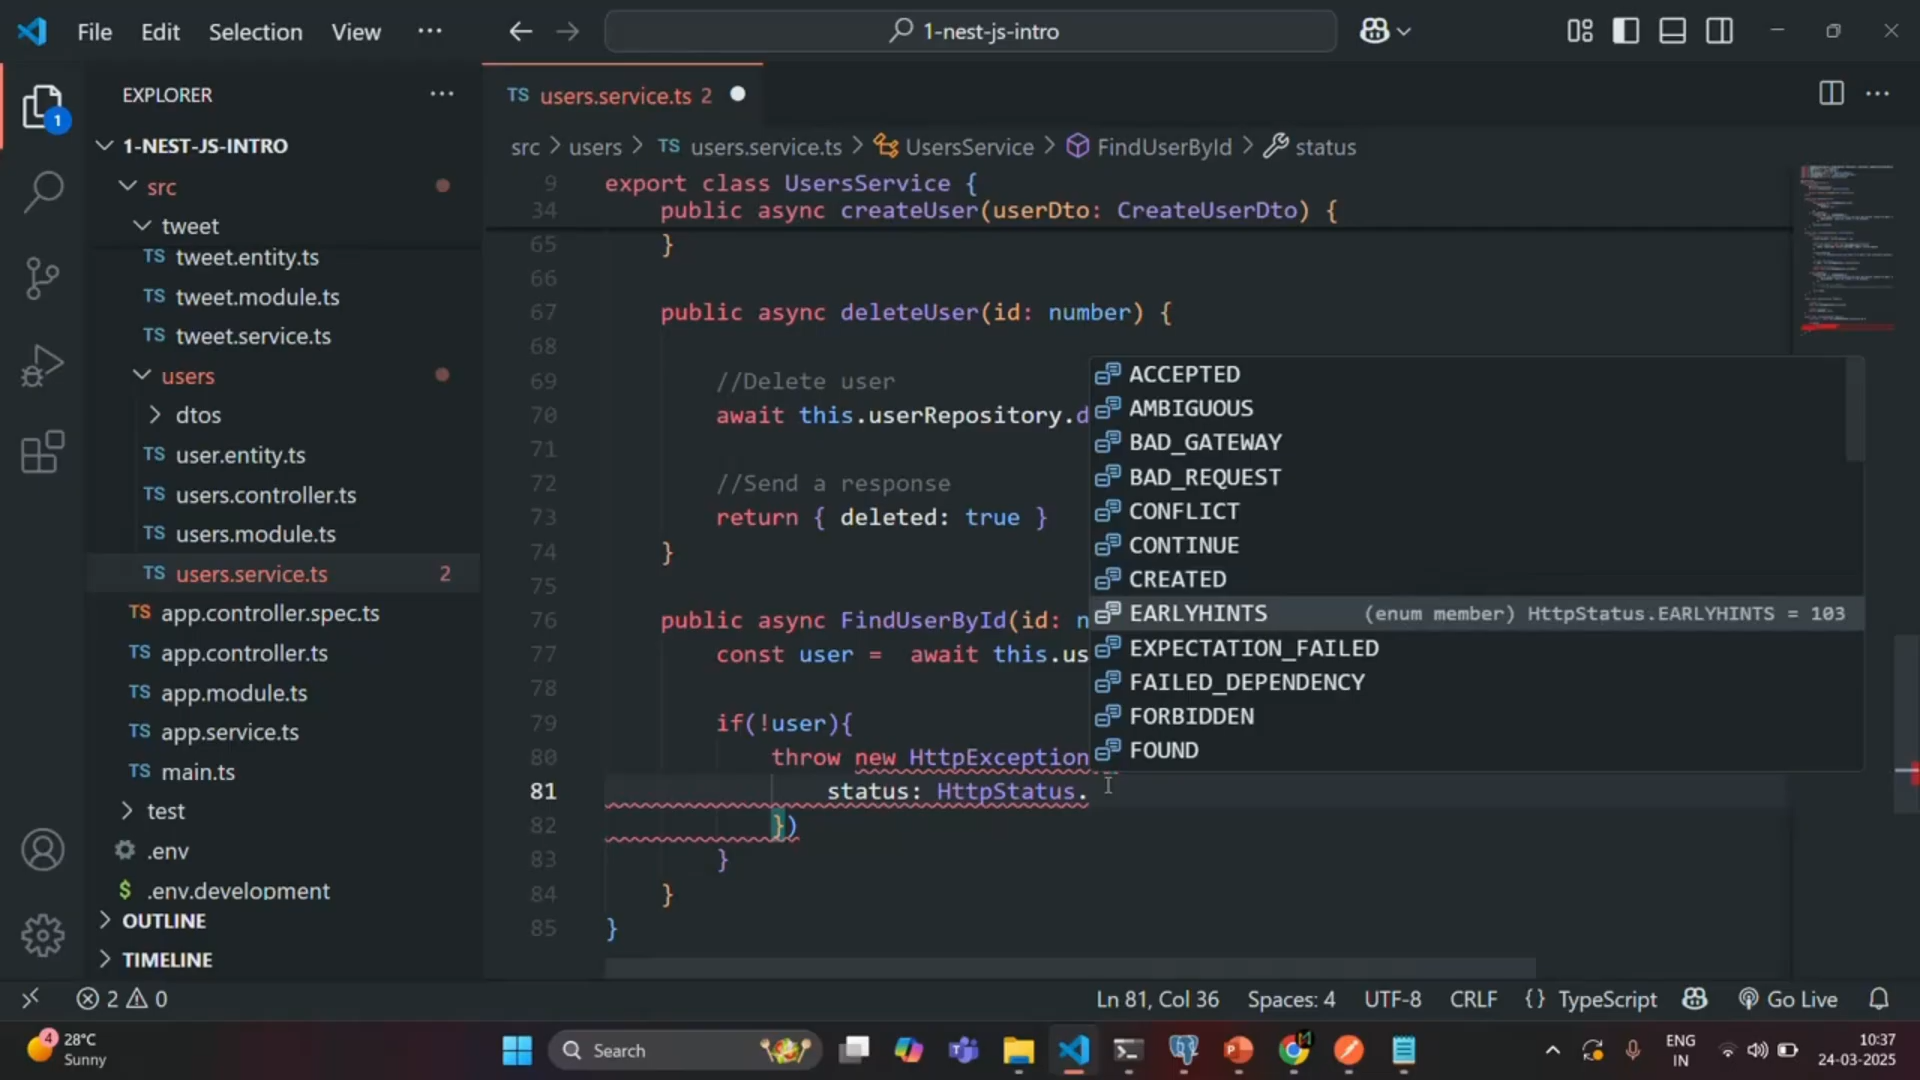 File Edit Selection View ··· 1-nest-js-intro
EXPLORER ···
1
1-NEST-JS-INTRO
src
tweet
TS tweet.entity.ts
TS tweet.module.ts
TS tweet.service.ts
users
dtos
TS user.entity.ts
TS users.controller.ts
TS users.module.ts
TS users.service.ts 2
TS app.controller.spec.ts
TS app.controller.ts
TS app.module.ts
TS app.service.ts
TS main.ts
test
.env
$ .env.development
OUTLINE
TIMELINE
TS users.service.ts 2
src > users > TS users.service.ts > UsersService > FindUserById > status
9 export class UsersService {
34 public async createUser(userDto: CreateUserDto) {
65 }
66
67 public async deleteUser(id: number) {
68
69 //Delete user
70 await this.userRepository.d
71
72 //Send a response
73 return { deleted: true }
74 }
75
76 public async FindUserById(id: n
77 const user = await this.us
78
79 if(!user){
80 throw new HttpException
81 status: HttpStatus.
82 })
83 }
84 }
85 }
ACCEPTED
AMBIGUOUS
BAD_GATEWAY
BAD_REQUEST
CONFLICT
CONTINUE
CREATED
EARLYHINTS (enum member) HttpStatus.EARLYHINTS = 103
EXPECTATION_FAILED
FAILED_DEPENDENCY
FORBIDDEN
FOUND
2 0 Ln 81, Col 36 Spaces: 4 UTF-8 CRLF {} TypeScript Go Live
4 28°C
Sunny
Search
ENG
IN
10:37
24-03-2025